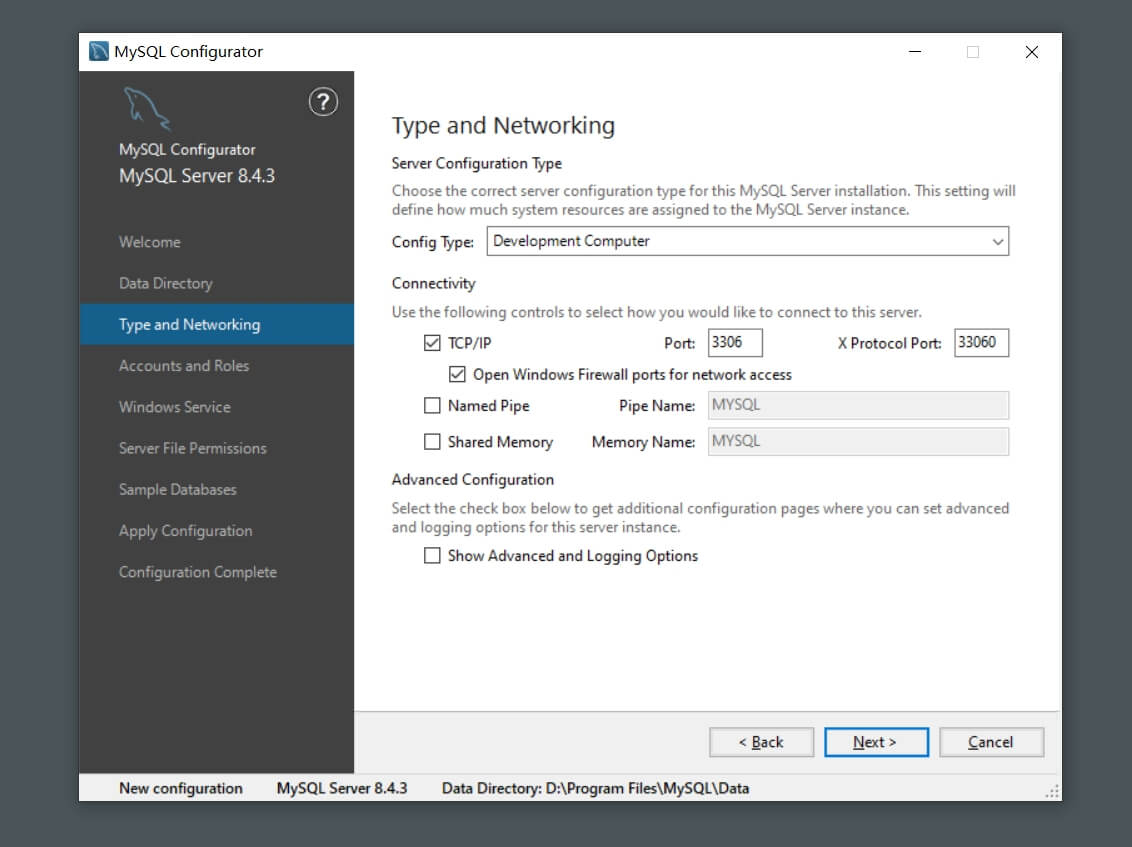 MySQL Configurator
?
MySQL Configurator
MySQL Server 8.4.3
Welcome
Data Directory
Type and Networking
Accounts and Roles
Windows Service
Server File Permissions
Sample Databases
Apply Configuration
Configuration Complete
Type and Networking
Server Configuration Type
Choose the correct server configuration type for this MySQL Server installation. This setting will
define how much system resources are assigned to the MySQL Server instance.
Config Type: Development Computer
Connectivity
Use the following controls to select how you would like to connect to this server.
TCP/IP Port: 3306 X Protocol Port: 33060
Open Windows Firewall ports for network access
Named Pipe Pipe Name: MYSQL
Shared Memory Memory Name: MYSQL
Advanced Configuration
Select the check box below to get additional configuration pages where you can set advanced
and logging options for this server instance.
Show Advanced and Logging Options
< Back Next > Cancel
New configuration MySQL Server 8.4.3 Data Directory: D:\Program Files\MySQL\Data